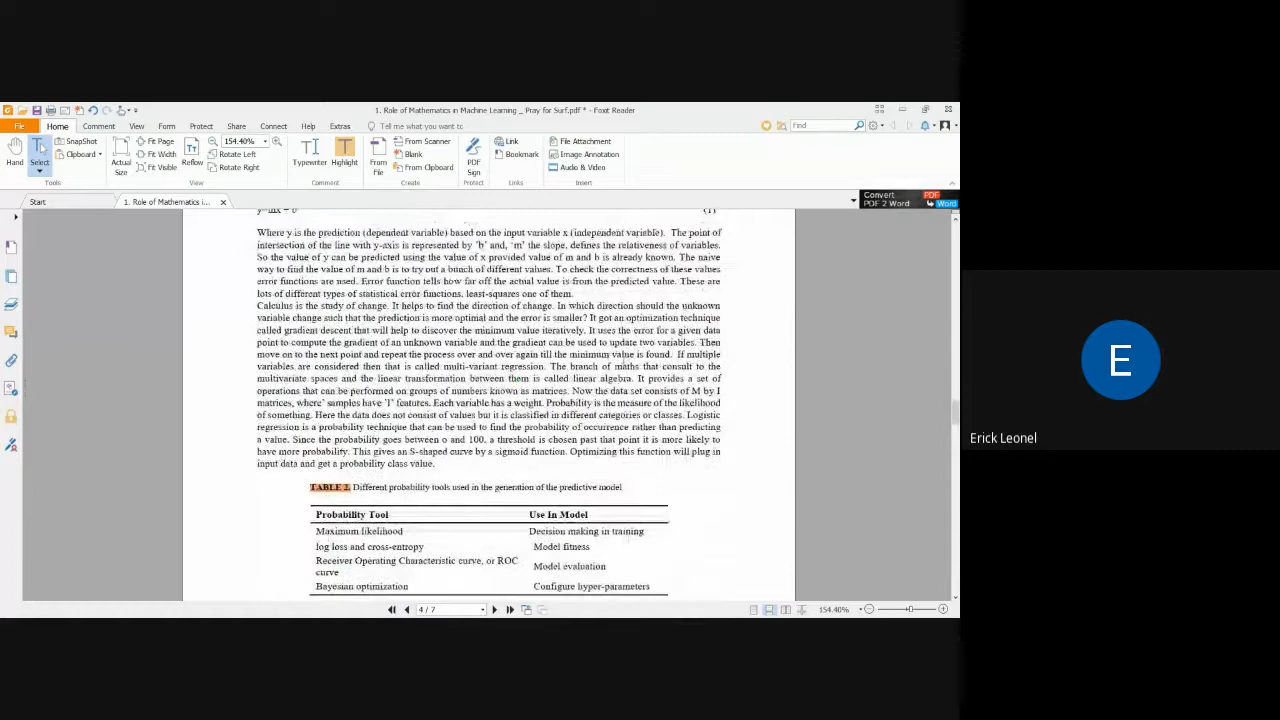 1. Role of Mathematics in Machine Learning _ Pray for Surf.pdf * - Foxit Reader
File Home Comment View Form Protect Share Connect Help Extras Tell me what you want to Find
Hand Select SnapShot Clipboard Actual Size Fit Page Fit Width Fit Visible Reflow 154.40% Rotate Left Rotate Right Typewriter Highlight From File From Scanner Blank From Clipboard PDF Sign Link Bookmark File Attachment Image Annotation Audio & Video
Tools View Comment Create Protect Links Insert
Start 1. Role of Mathematics i... Convert PDF 2 Word PDF Word
y=mx + b (1)
Where y is the prediction (dependent variable) based on the input variable x (independent variable). The point of
intersection of the line with y-axis is represented by 'b' and, 'm' the slope, defines the relativeness of variables.
So the value of y can be predicted using the value of x provided value of m and b is already known. The naive
way to find the value of m and b is to try out a bunch of different values. To check the correctness of these values
error functions are used. Error function tells how far off the actual value is from the predicted value. These are
lots of different types of statistical error functions, least-squares one of them.
Calculus is the study of change. It helps to find the direction of change. In which direction should the unknown
variable change such that the prediction is more optimal and the error is smaller? It got an optimization technique
called gradient descent that will help to discover the minimum value iteratively. It uses the error for a given data
point to compute the gradient of an unknown variable and the gradient can be used to update two variables. Then
move on to the next point and repeat the process over and over again till the minimum value is found. If multiple
variables are considered then that is called multi-variant regression. The branch of maths that consult to the
multivariate spaces and the linear transformation between them is called linear algebra. It provides a set of
operations that can be performed on groups of numbers known as matrices. Now the data set consists of M by I
matrices, where' samples have 'l' features. Each variable has a weight. Probability is the measure of the likelihood
of something. Here the data does not consist of values but it is classified in different categories or classes. Logistic
regression is a probability technique that can be used to find the probability of occurrence rather than predicting
a value. Since the probability goes between o and 100, a threshold is chosen past that point it is more likely to
have more probability. This gives an S-shaped curve by a sigmoid function. Optimizing this function will plug in
input data and get a probability class value.
TABLE 2. Different probability tools used in the generation of the predictive model
Probability Tool Use In Model
Maximum likelihood Decision making in training
log loss and cross-entropy Model fitness
Receiver Operating Characteristic curve, or ROC
curve Model evaluation
Bayesian optimization Configure hyper-parameters
4 / 7 154.40%
E
Erick Leonel